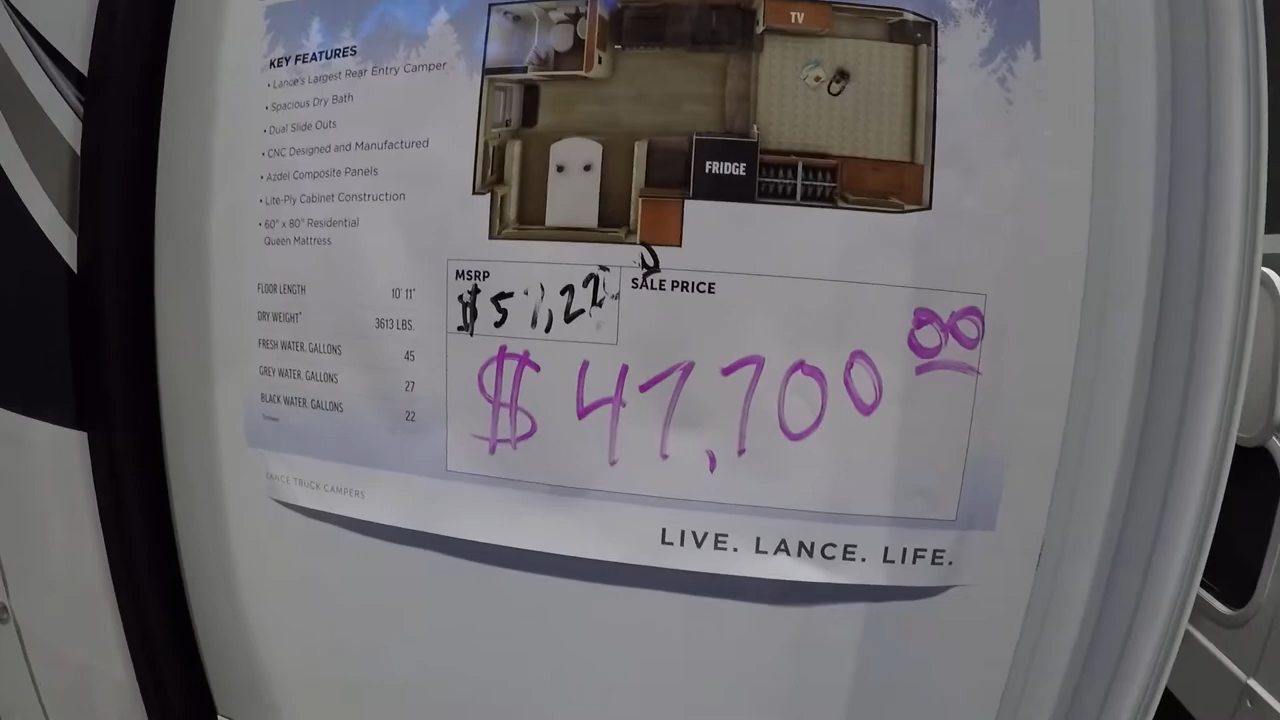 TV
FRIDGE
KEY FEATURES
• Lance's Largest Rear Entry Camper
• Spacious Dry Bath
• Dual Slide Outs
• CNC Designed and Manufactured
• Azdel Composite Panels
• Lite-Ply Cabinet Construction
• 60" x 80" Residential
Queen Mattress
FLOOR LENGTH 10' 11"
DRY WEIGHT* 3613 LBS.
FRESH WATER, GALLONS 45
GREY WATER, GALLONS 27
BLACK WATER, GALLONS 22
MSRP
SALE PRICE
$47,700 00
LANCE TRUCK CAMPERS
LIVE. LANCE. LIFE.